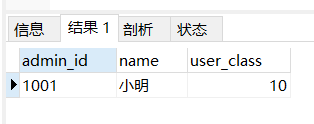 信息 结果 1 剖析 状态
admin_id name user_class
1001 小明 10